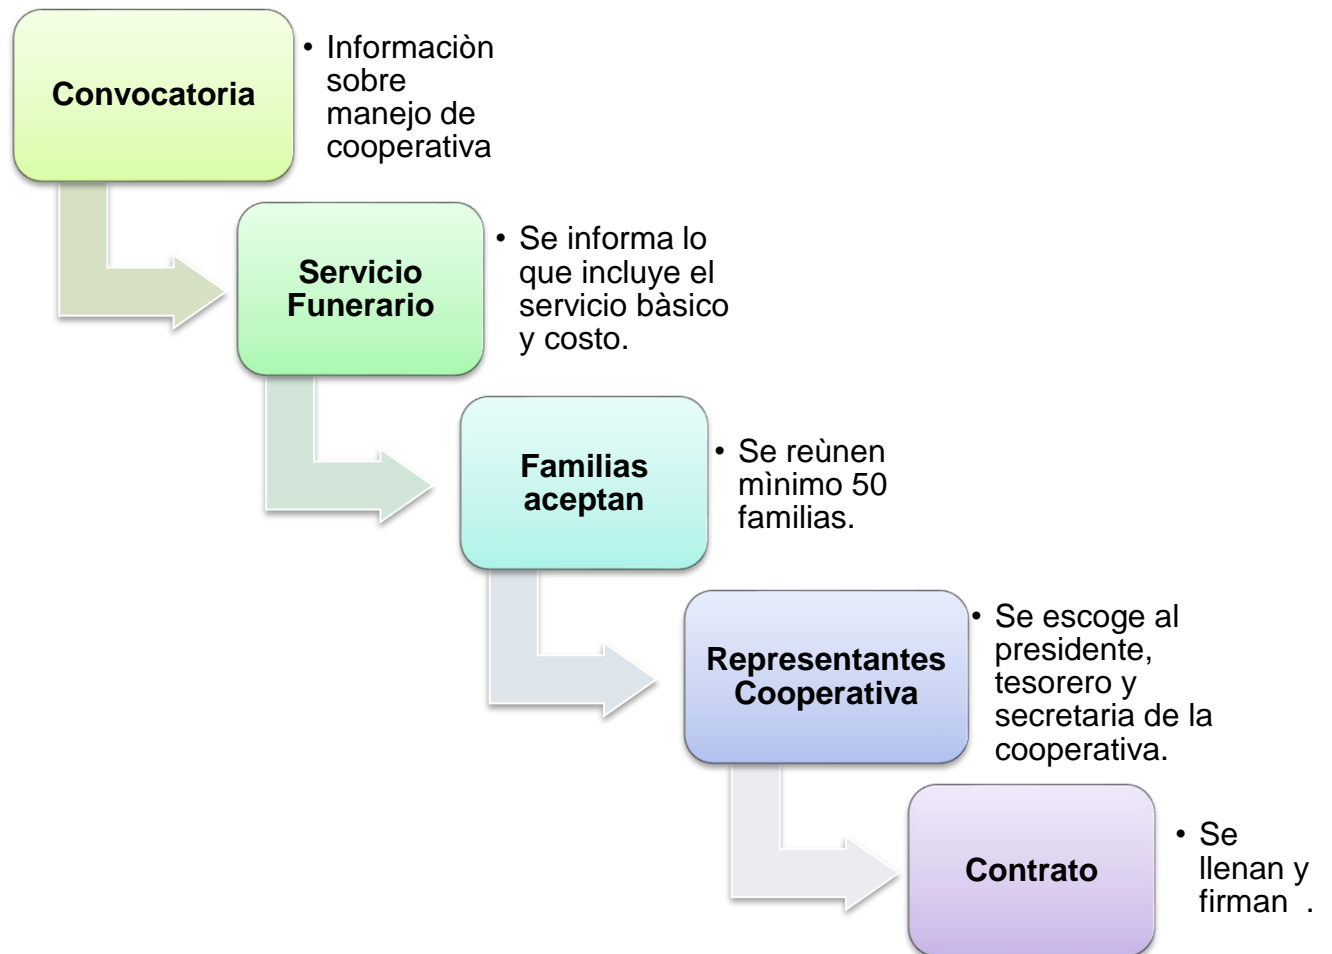 Convocatoria
• Informaciòn
sobre
manejo de
cooperativa
Servicio
Funerario
• Se informa lo
que incluye el
servicio bàsico
y costo.
Familias
aceptan
• Se reùnen
mìnimo 50
familias.
Representantes
Cooperativa
• Se escoge al
presidente,
tesorero y
secretaria de la
cooperativa.
Contrato
• Se
llenan y
firman .